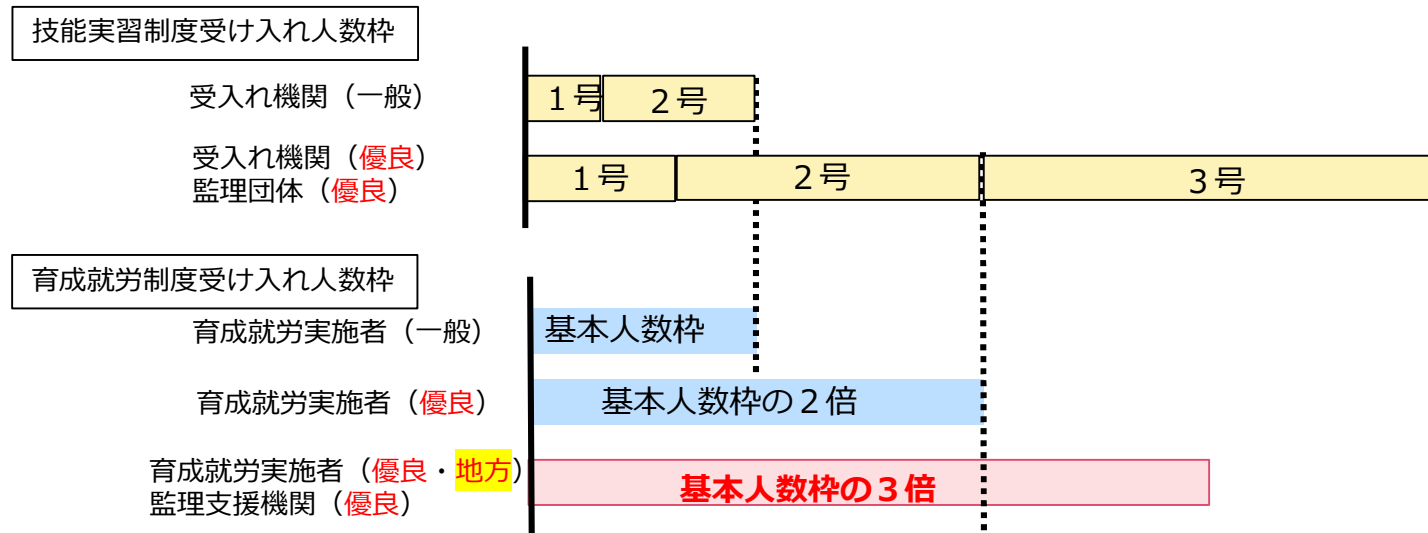 技能実習制度受け入れ人数枠
受入れ機関（一般）
１号
２号
受入れ機関（優良）
監理団体（優良）
１号
２号
３号
育成就労制度受け入れ人数枠
育成就労実施者（一般）
基本人数枠
育成就労実施者（優良）
基本人数枠の２倍
育成就労実施者（優良・地方）
監理支援機関（優良）
基本人数枠の３倍